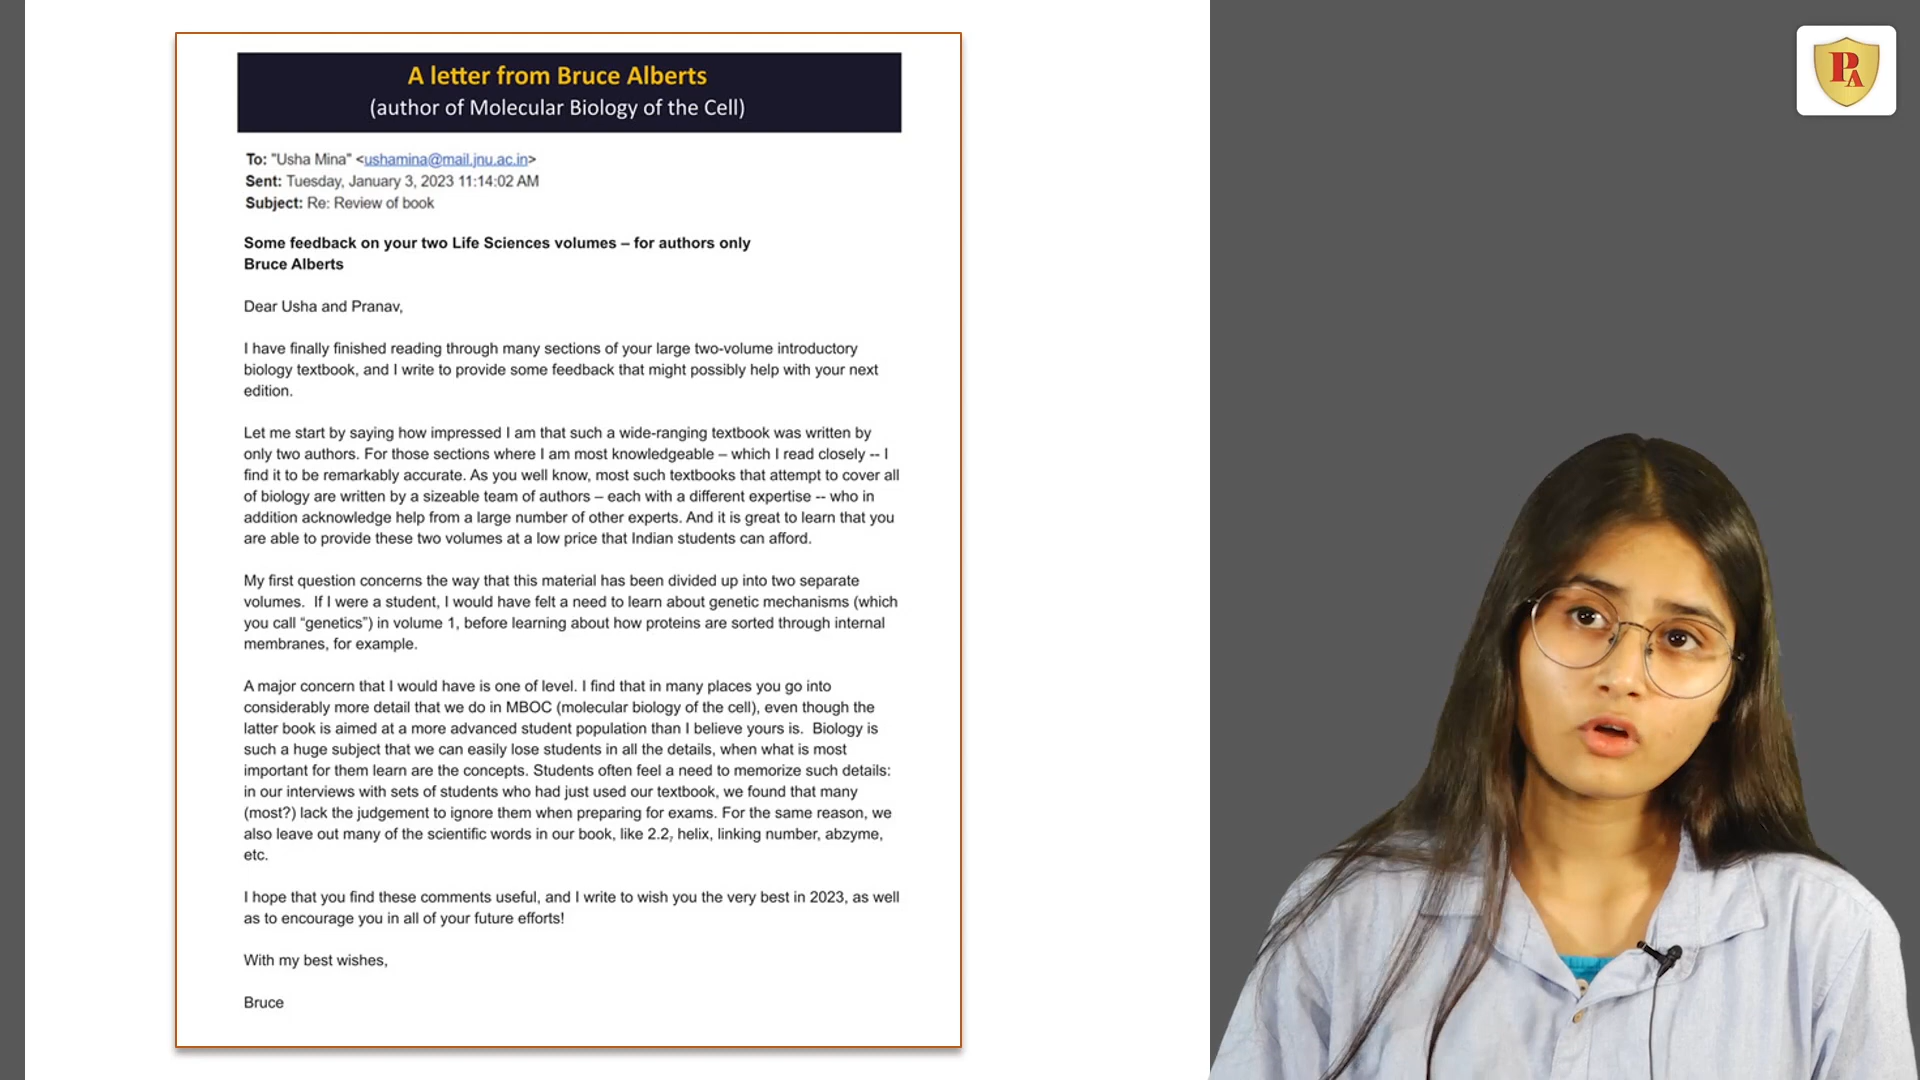 A letter from Bruce Alberts
(author of Molecular Biology of the Cell)
To: "Usha Mina" <ushamina@mail.jnu.ac.in>
Sent: Tuesday, January 3, 2023 11:14:02 AM
Subject: Re: Review of book
Some feedback on your two Life Sciences volumes – for authors only
Bruce Alberts
Dear Usha and Pranav,
I have finally finished reading through many sections of your large two-volume introductory
biology textbook, and I write to provide some feedback that might possibly help with your next
edition.
Let me start by saying how impressed I am that such a wide-ranging textbook was written by
only two authors. For those sections where I am most knowledgeable – which I read closely -- I
find it to be remarkably accurate. As you well know, most such textbooks that attempt to cover all
of biology are written by a sizeable team of authors – each with a different expertise -- who in
addition acknowledge help from a large number of other experts. And it is great to learn that you
are able to provide these two volumes at a low price that Indian students can afford.
My first question concerns the way that this material has been divided up into two separate
volumes.  If I were a student, I would have felt a need to learn about genetic mechanisms (which
you call “genetics”) in volume 1, before learning about how proteins are sorted through internal
membranes, for example.
A major concern that I would have is one of level. I find that in many places you go into
considerably more detail that we do in MBOC (molecular biology of the cell), even though the
latter book is aimed at a more advanced student population than I believe yours is.  Biology is
such a huge subject that we can easily lose students in all the details, when what is most
important for them learn are the concepts. Students often feel a need to memorize such details:
in our interviews with sets of students who had just used our textbook, we found that many
(most?) lack the judgement to ignore them when preparing for exams. For the same reason, we
also leave out many of the scientific words in our book, like 2.2, helix, linking number, abzyme,
etc.
I hope that you find these comments useful, and I write to wish you the very best in 2023, as well
as to encourage you in all of your future efforts!
With my best wishes,
Bruce
PA